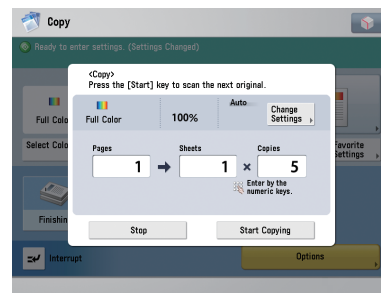 Copy
Ready to enter settings. (Settings Changed)
<Copy>
Press the [Start] key to scan the next original.
Full Color
100%
Auto
Change
Settings
Full Colo
Select Colo
Favorite
Settings
Pages
Sheets
Copies
1
1
×
5
Enter by the
numeric keys.
Finishin
Stop
Start Copying
Interrupt
Options